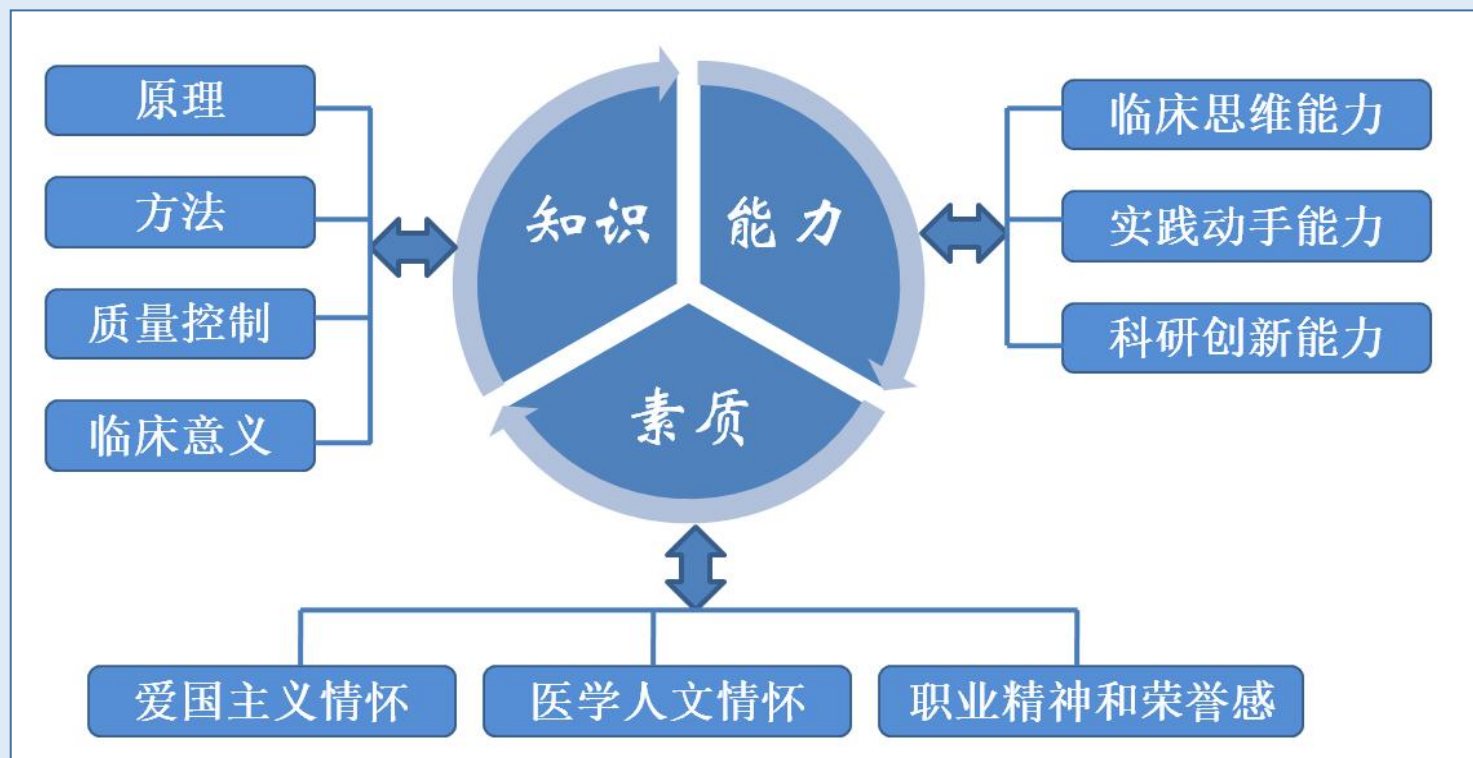 原理
方法
质量控制
临床意义
知识
能力
素质
临床思维能力
实践动手能力
科研创新能力
爱国主义情怀
医学人文情怀
职业精神和荣誉感